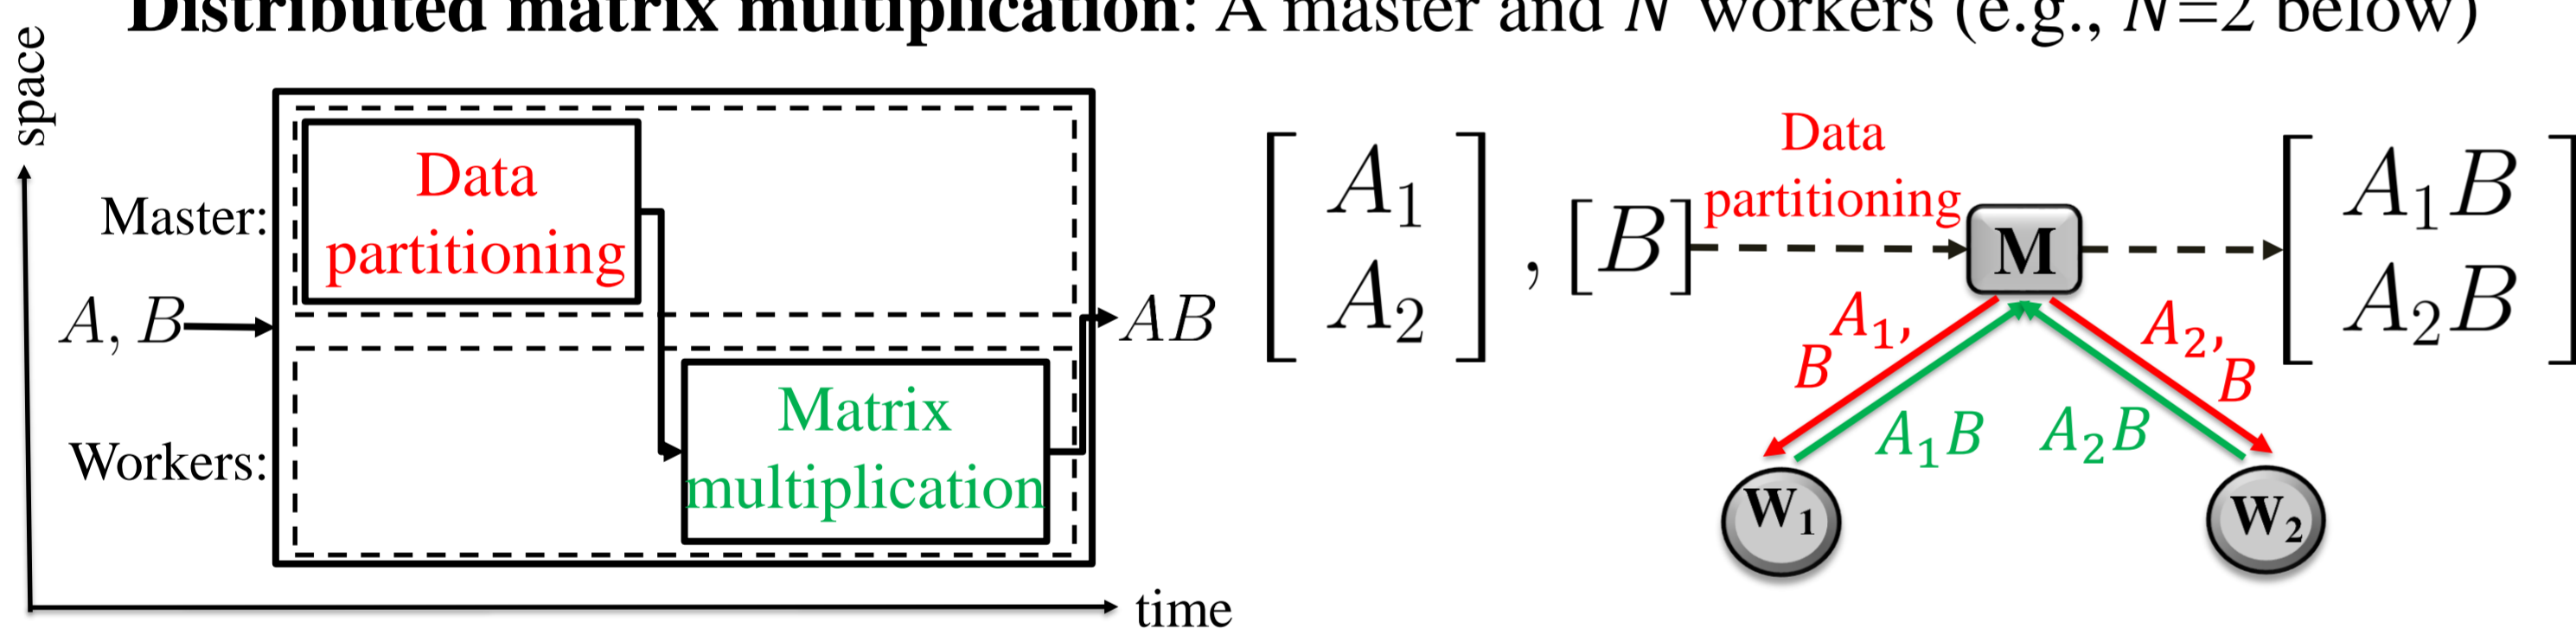 Distributed matrix multiplication: A master and N workers (e.g., N=2 below)
space
Master:
Data
partitioning
A, B
AB
Workers:
Matrix
multiplication
time
[ A₁
A₂ ] , [B]
Data
partitioning
M
A₁,
B
A₂,
B
A₁B
A₂B
W₁
W₂
[ A₁B
A₂B ]